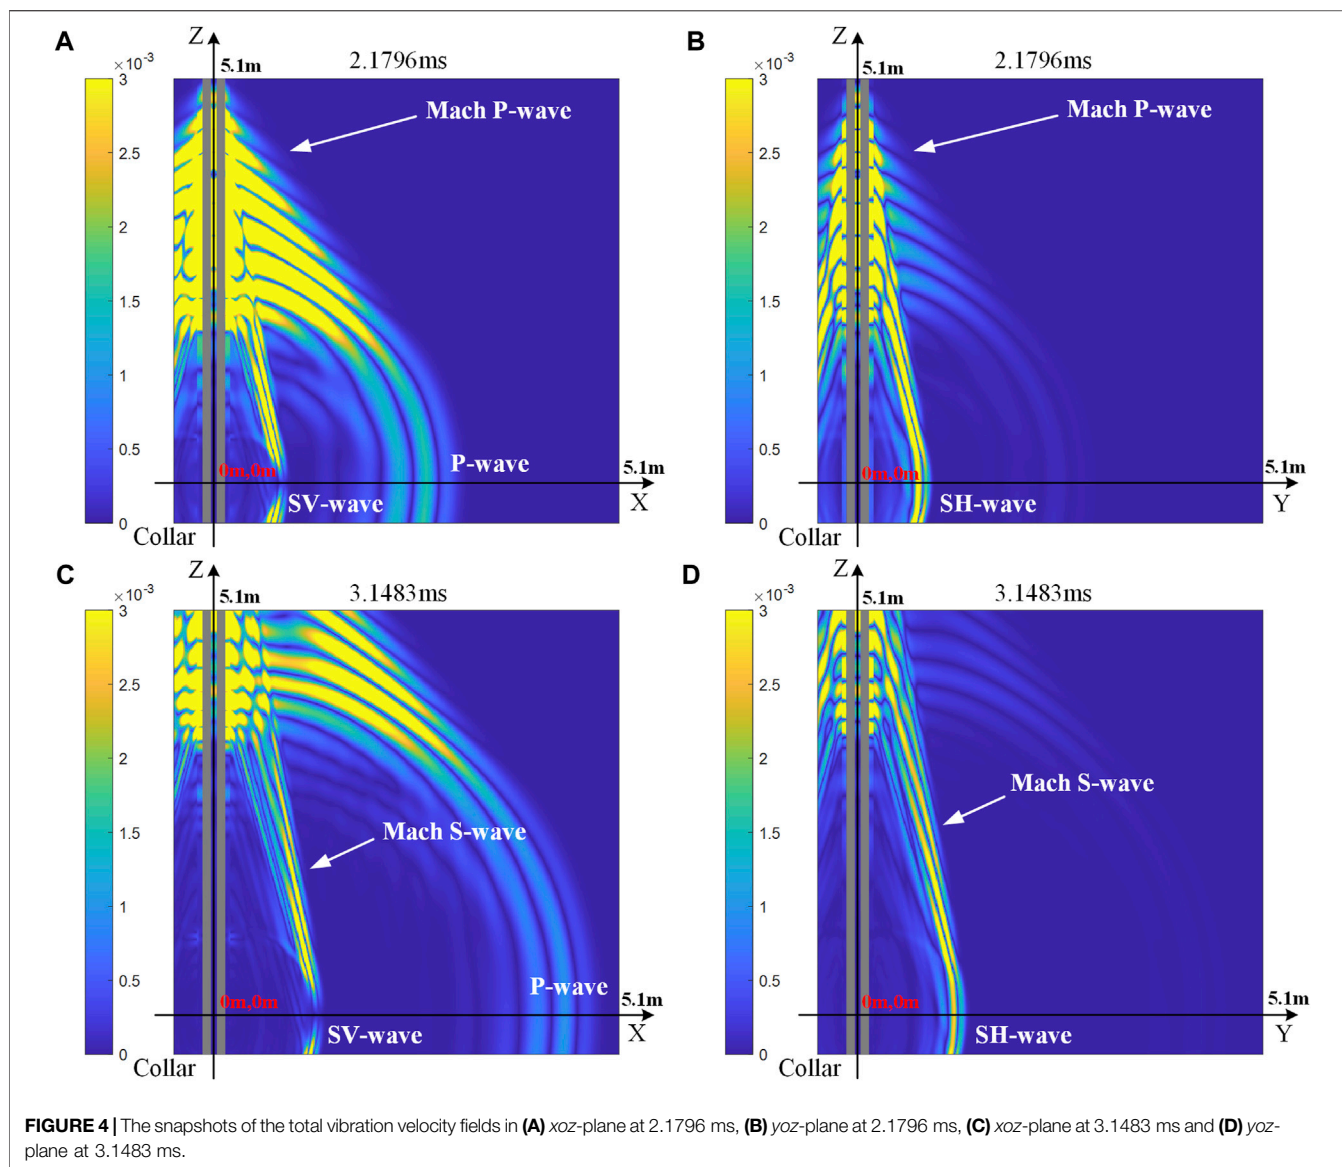 A
Z
5.1m
2.1796ms
×10⁻³
3
2.5
2
1.5
1
0.5
0
Mach P-wave
P-wave
0m,0m
5.1m
X
SV-wave
Collar
B
Z
5.1m
2.1796ms
×10⁻³
3
2.5
2
1.5
1
0.5
0
Mach P-wave
0m,0m
5.1m
Y
SH-wave
Collar
C
Z
5.1m
3.1483ms
×10⁻³
3
2.5
2
1.5
1
0.5
0
Mach S-wave
P-wave
0m,0m
5.1m
X
SV-wave
Collar
D
Z
5.1m
3.1483ms
×10⁻³
3
2.5
2
1.5
1
0.5
0
Mach S-wave
0m,0m
5.1m
Y
SH-wave
Collar
FIGURE 4 | The snapshots of the total vibration velocity fields in (A) xoz-plane at 2.1796 ms, (B) yoz-plane at 2.1796 ms, (C) xoz-plane at 3.1483 ms and (D) yoz-
plane at 3.1483 ms.